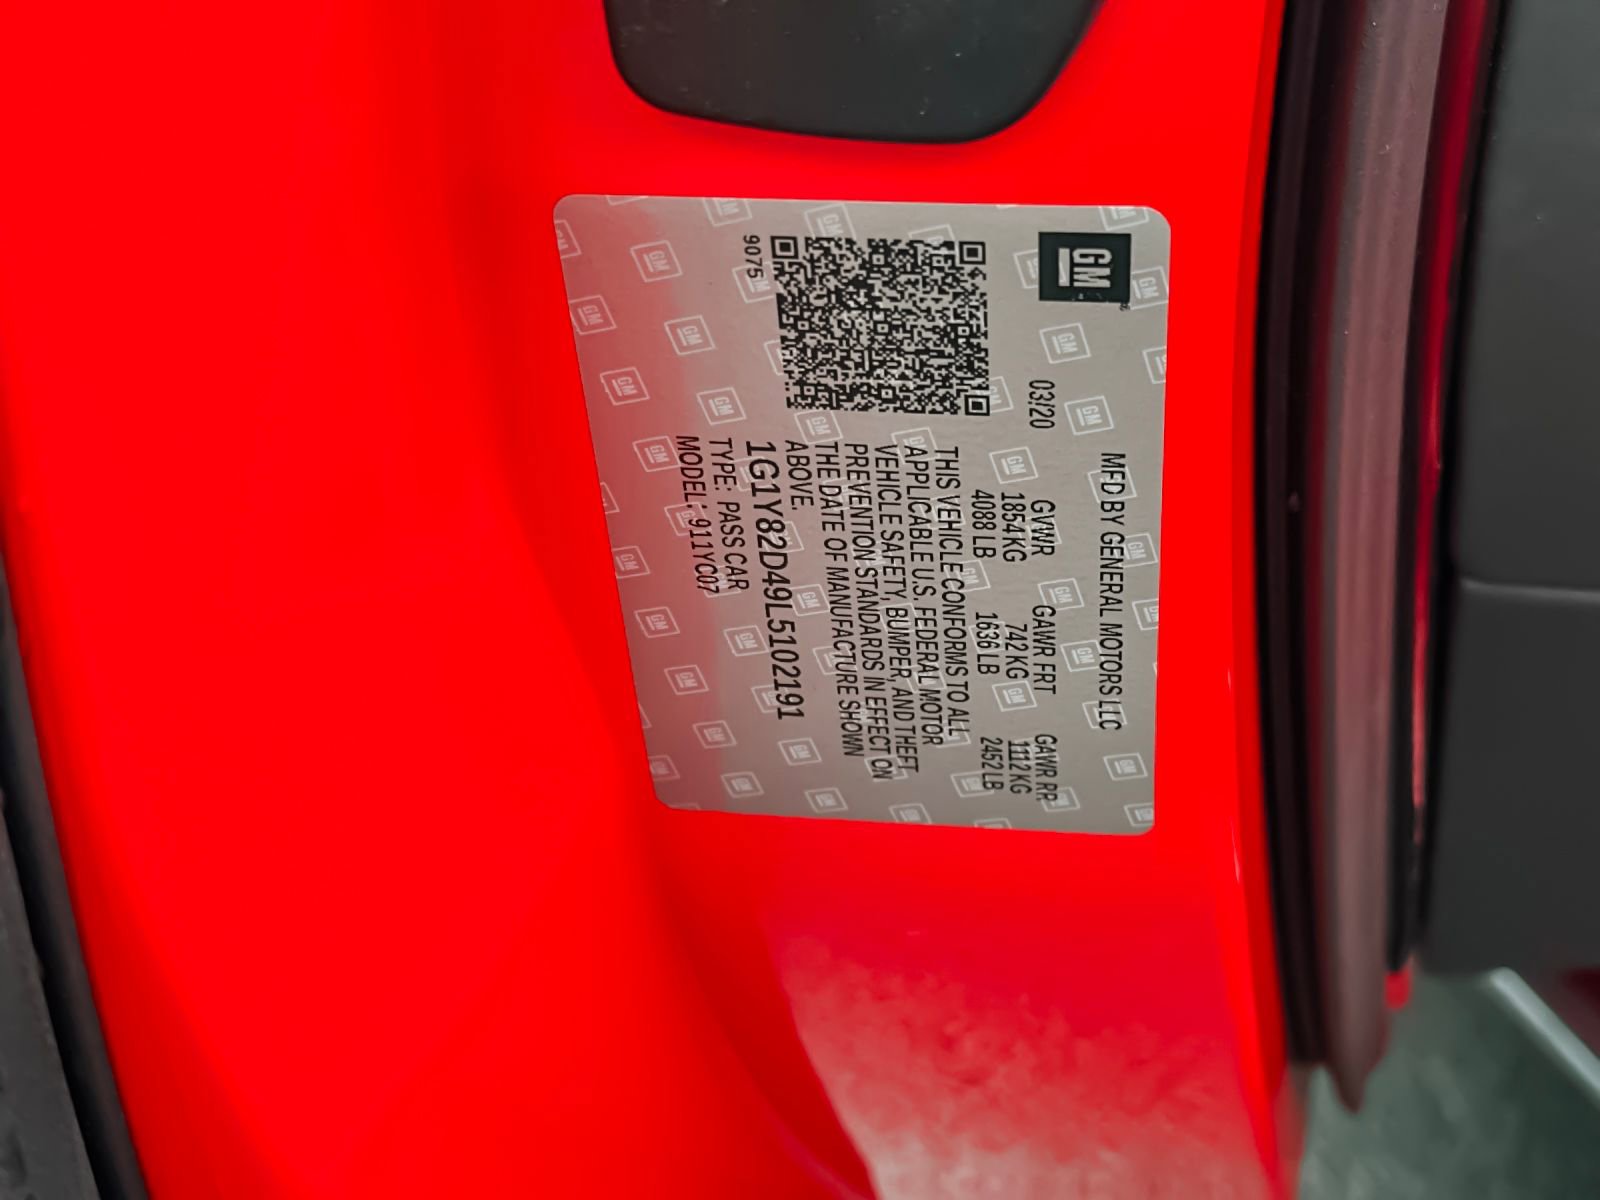 GM
MFD BY GENERAL MOTORS LLC
03/20 GVWR GAWR FRT GAWR RR
1854 KG 742 KG 1112 KG
4088 LB 1636 LB 2452 LB
THIS VEHICLE CONFORMS TO ALL
APPLICABLE U.S. FEDERAL MOTOR
VEHICLE SAFETY, BUMPER, AND THEFT
PREVENTION STANDARDS IN EFFECT ON
THE DATE OF MANUFACTURE SHOWN
ABOVE.
9075 1G1Y82D49L5102191
TYPE: PASS CAR
MODEL: 911YC07